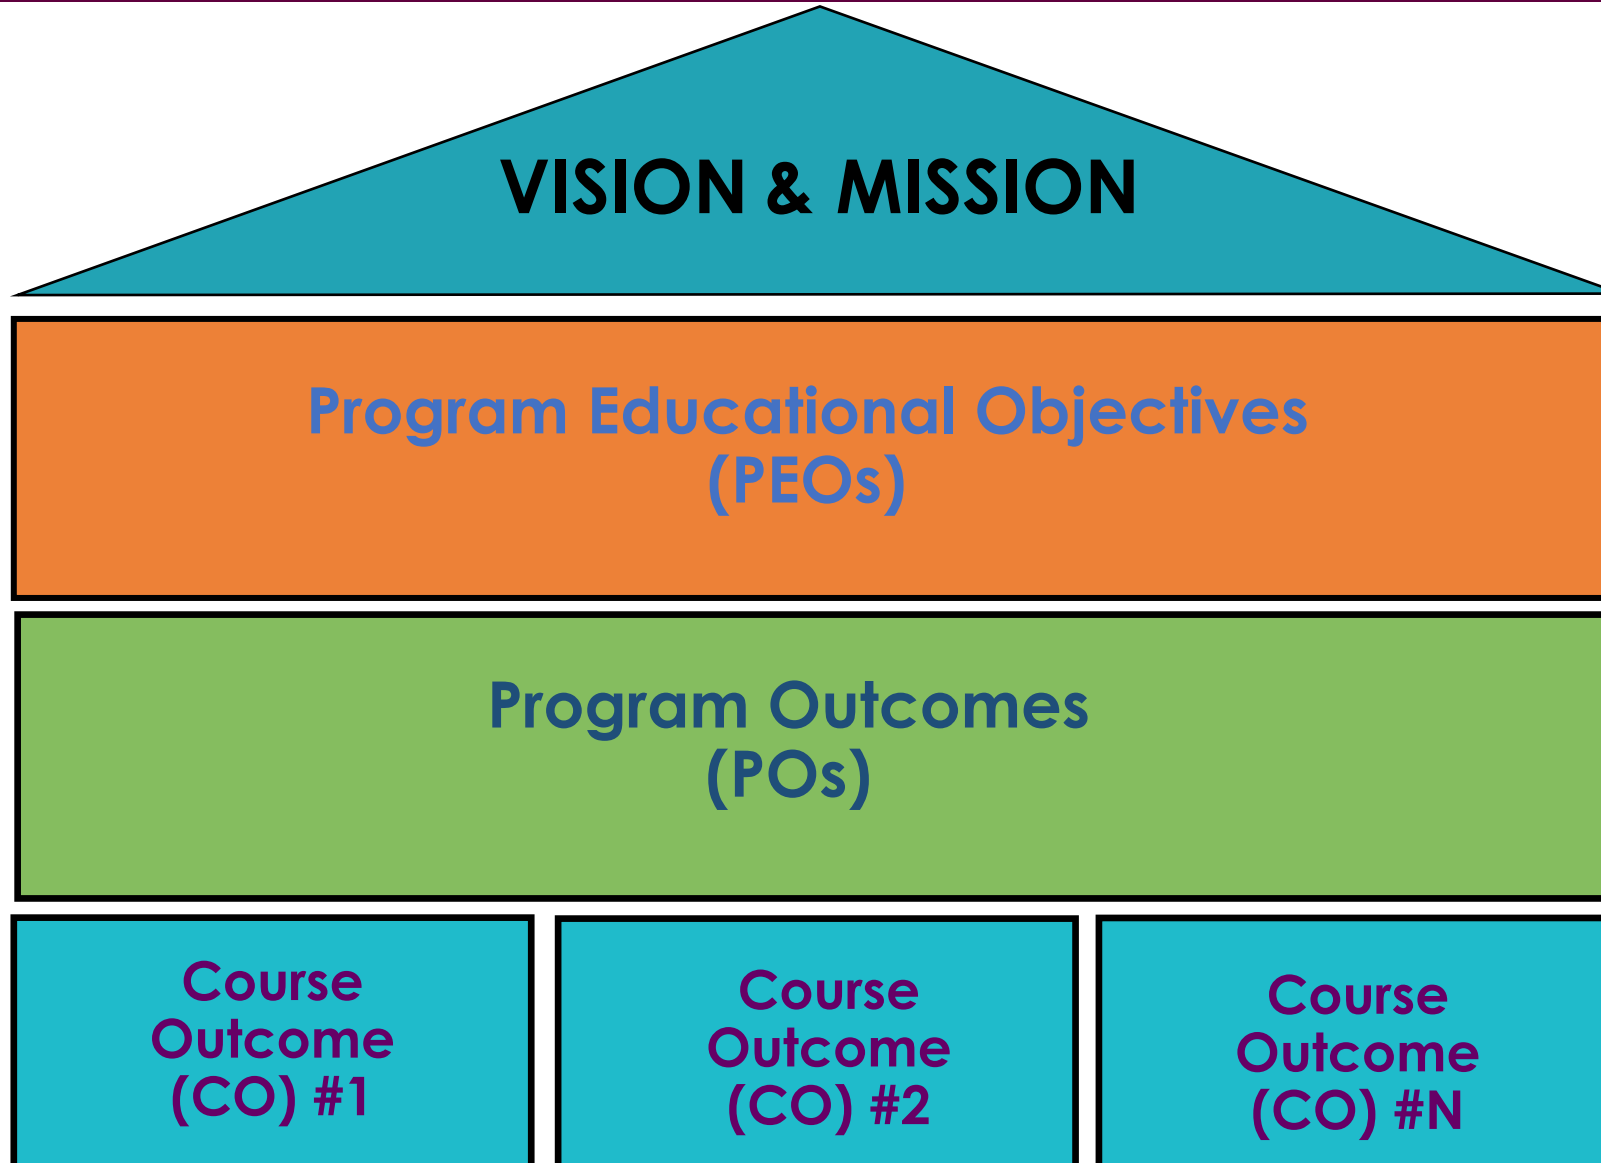 VISION & MISSION
Program Educational Objectives
(PEOs)
Program Outcomes
(POs)
Course
Outcome
(CO) #1
Course
Outcome
(CO) #2
Course
Outcome
(CO) #N